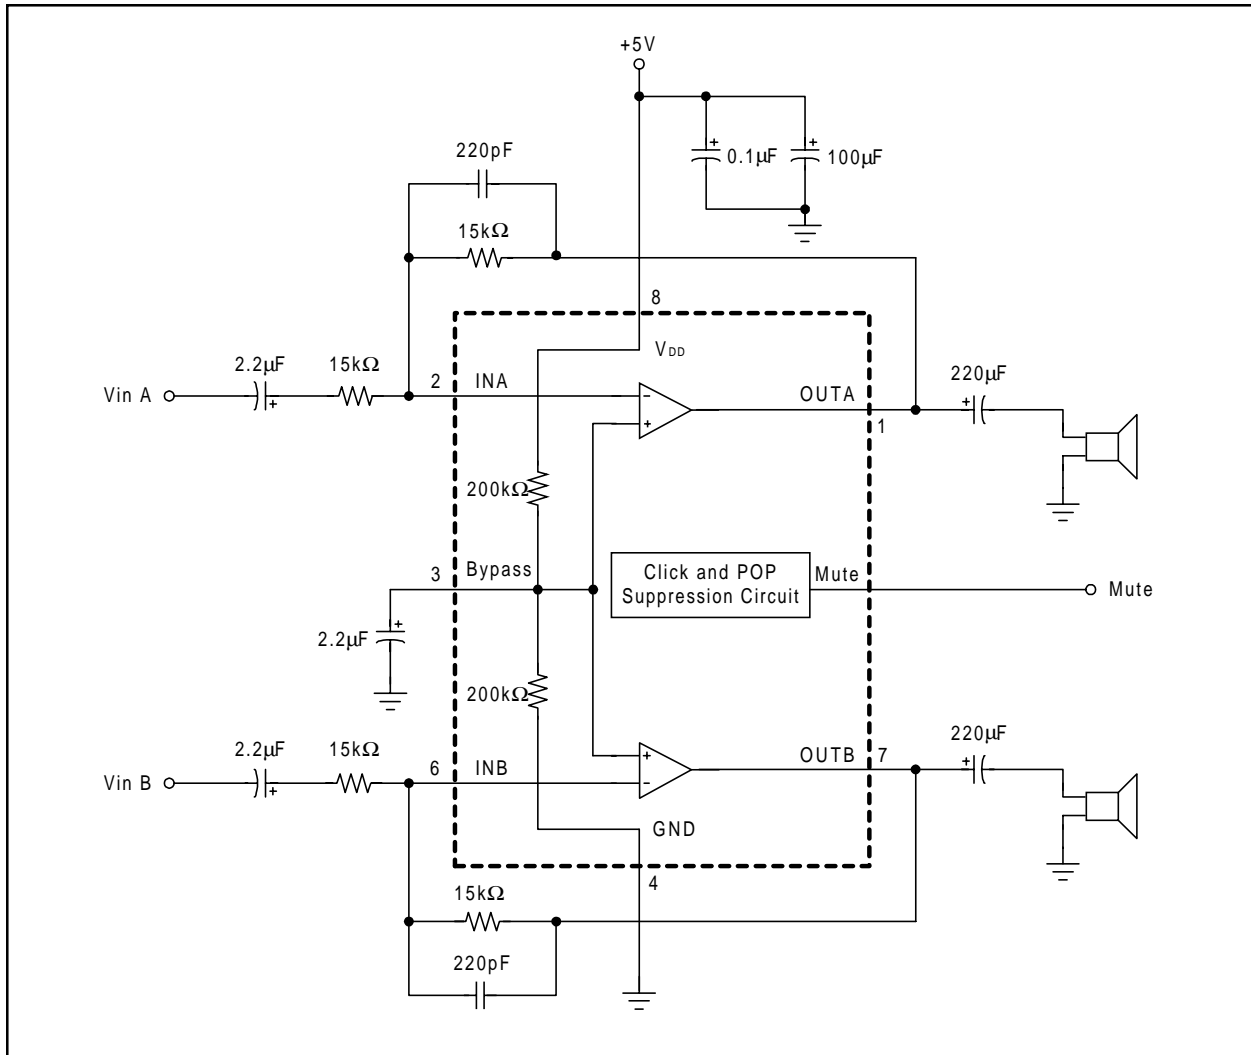 +5V
220pF
0.1μF
100μF
15kΩ
8
VDD
2.2μF
15kΩ
220μF
Vin A
2
INA
OUTA
1
200kΩ
3
Bypass
Click and POP
Suppression Circuit
Mute
Mute
2.2μF
200kΩ
2.2μF
15kΩ
220μF
Vin B
6
INB
OUTB
7
GND
4
15kΩ
220pF